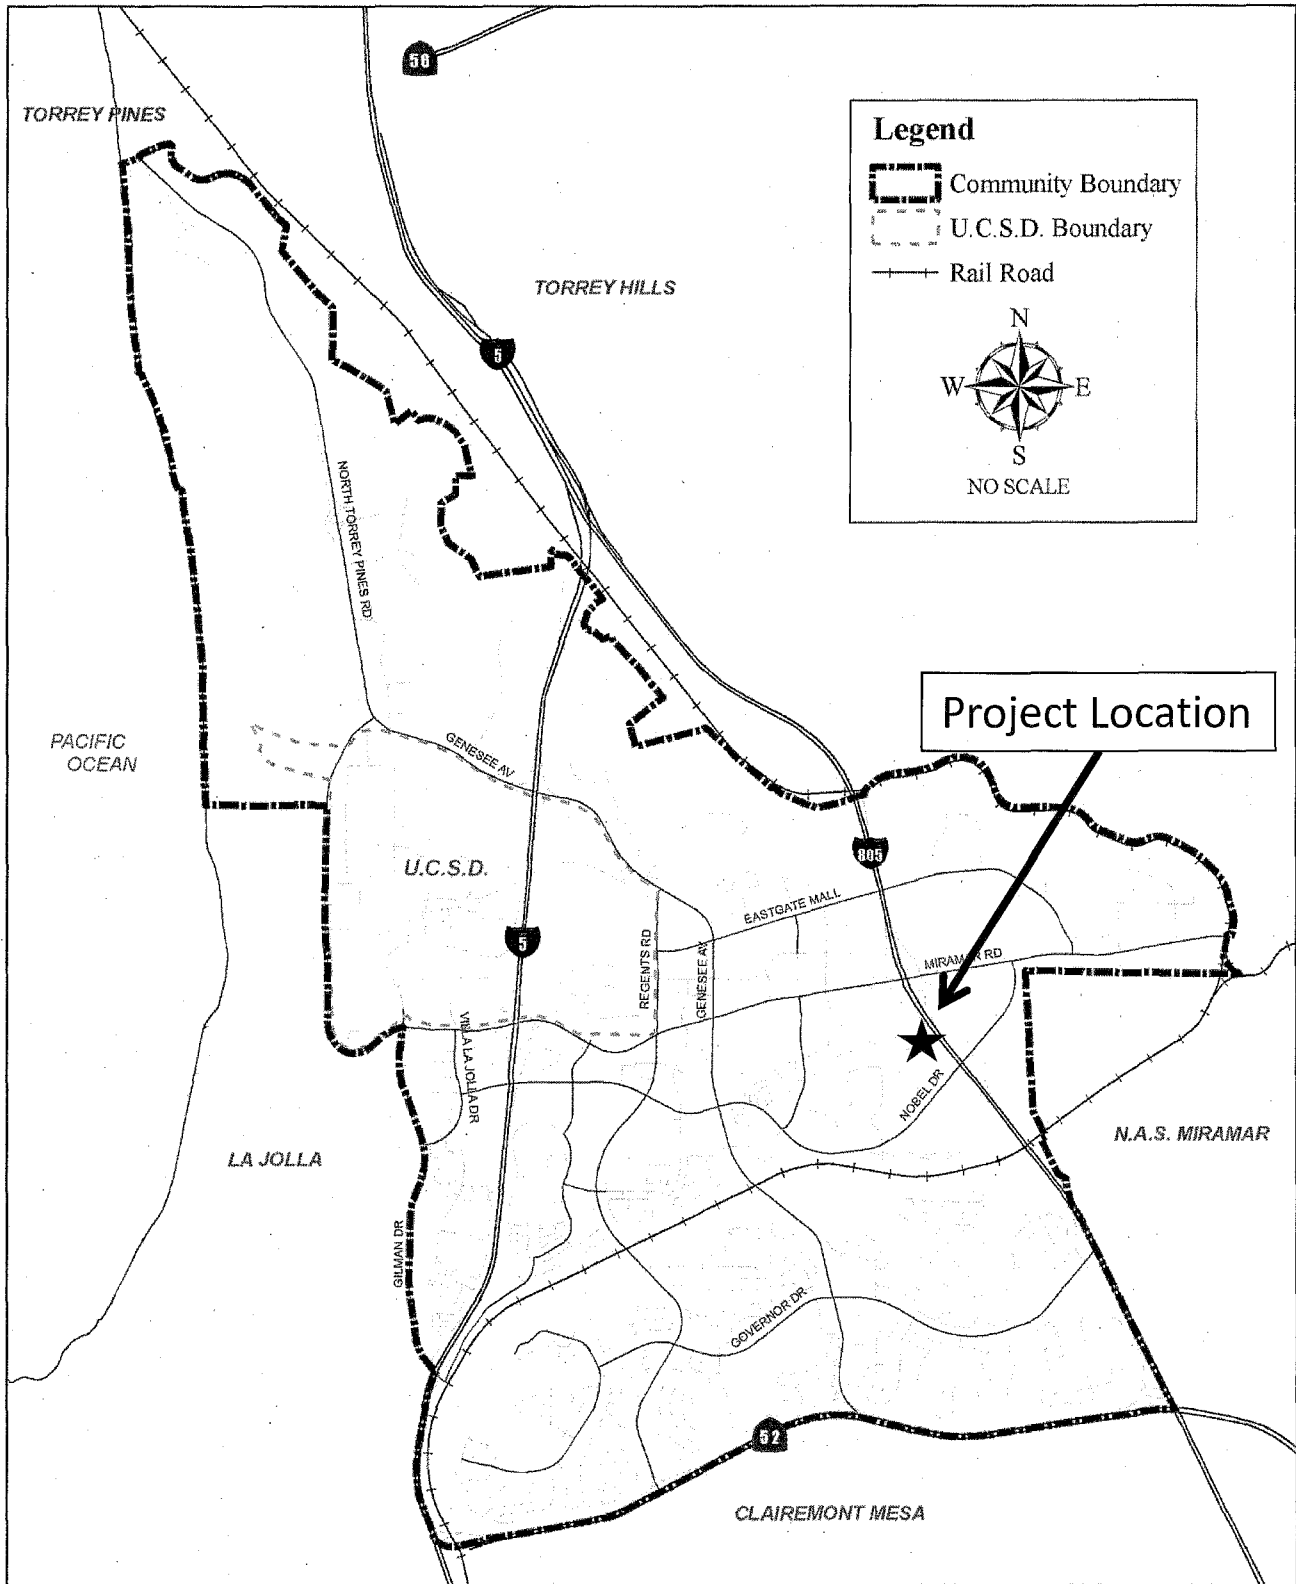 56
TORREY PINES
Legend
Community Boundary
U.C.S.D. Boundary
Rail Road
N
W
E
S
NO SCALE
TORREY HILLS
5
NORTH TORREY PINES RD
Project Location
PACIFIC
OCEAN
GENESEE AV
805
U.C.S.D.
EASTGATE MALL
5
REGENTS RD
GENESEE AV
MIRAMAR RD
VILLA LA JOLLA DR
NOBEL DR
N.A.S. MIRAMAR
LA JOLLA
GILMAN DR
GOVERNOR DR
52
CLAIREMONT MESA